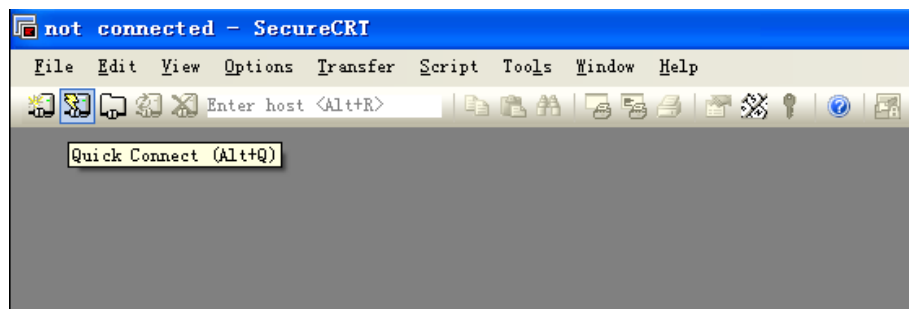 not connected - SecureCRT
File Edit View Options Transfer Script Tools Window Help
Enter host <Alt+R>
Quick Connect (Alt+Q)